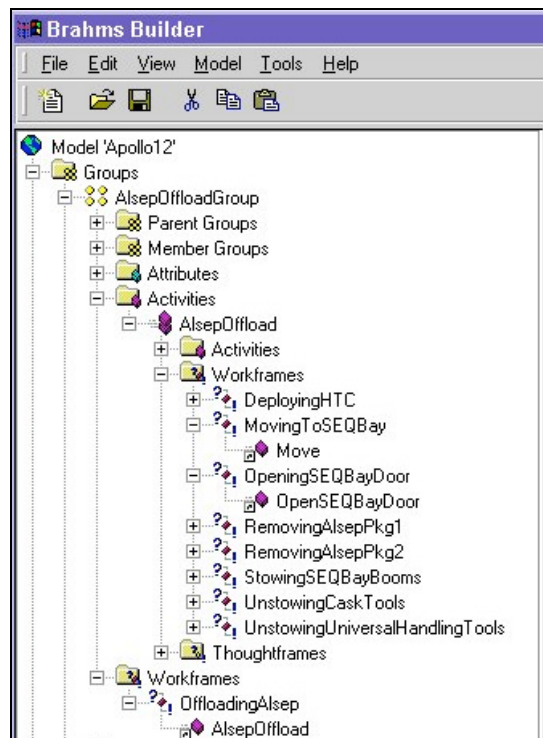 Brahms Builder
File Edit View Model Tools Help
Model 'Apollo12'
Groups
AlsepOffloadGroup
Parent Groups
Member Groups
Attributes
Activities
AlsepOffload
Activities
Workframes
DeployingHTC
MovingToSEQBay
Move
OpeningSEQBayDoor
OpenSEQBayDoor
RemovingAlsepPkg1
RemovingAlsepPkg2
StowingSEQBayBooms
UnstowingCaskTools
UnstowingUniversalHandlingTools
Thoughtframes
Workframes
OffloadingAlsep
AlsepOffload